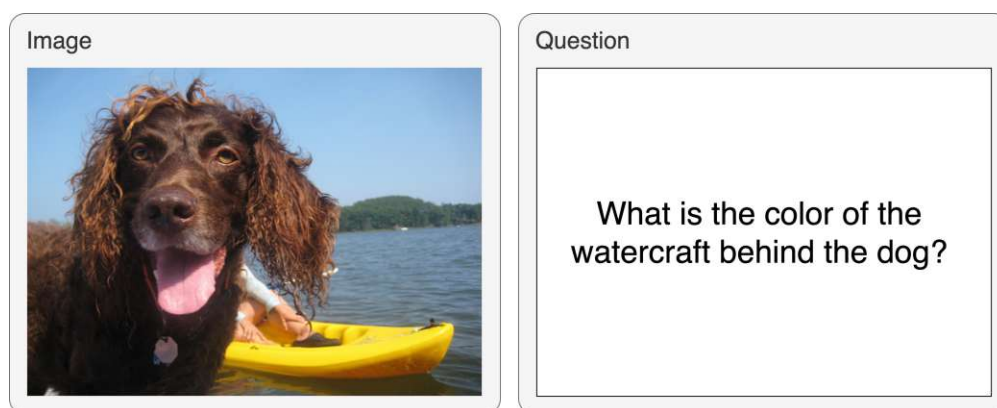 Image
Question
What is the color of the
watercraft behind the dog?